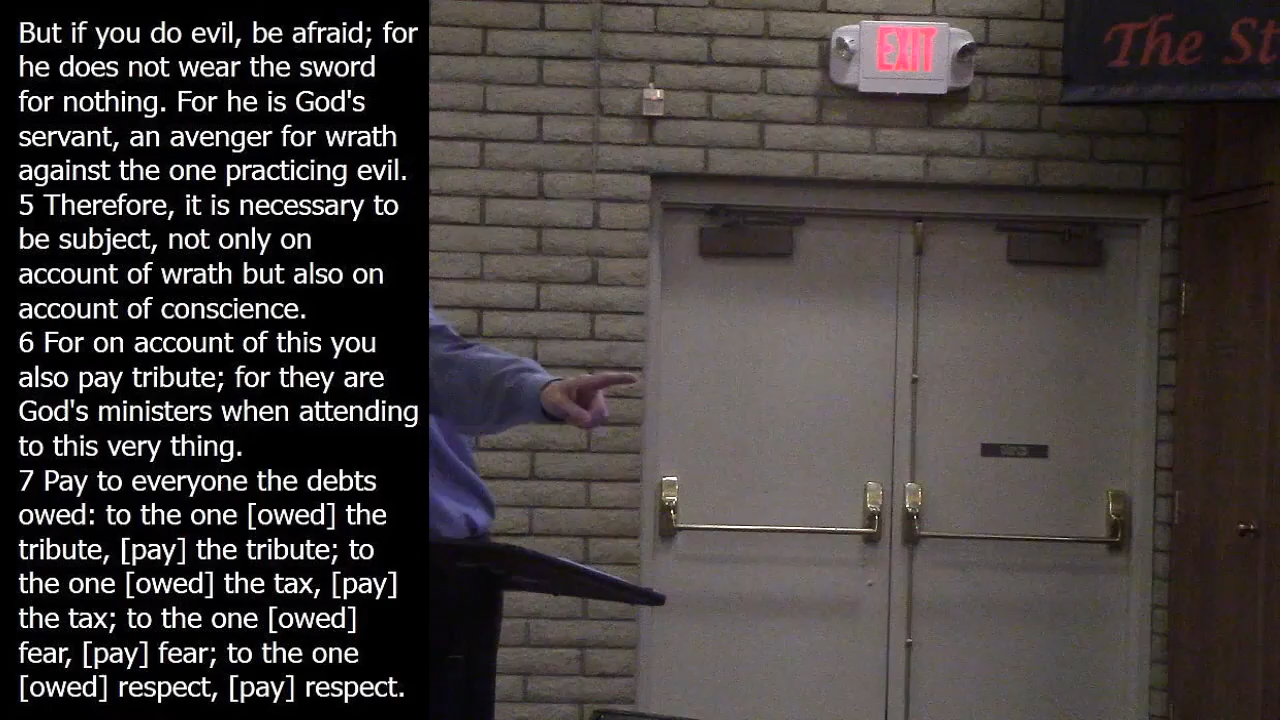 But if you do evil, be afraid; for
he does not wear the sword
for nothing. For he is God's
servant, an avenger for wrath
against the one practicing evil.
5 Therefore, it is necessary to
be subject, not only on
account of wrath but also on
account of conscience.
6 For on account of this you
also pay tribute; for they are
God's ministers when attending
to this very thing.
7 Pay to everyone the debts
owed: to the one [owed] the
tribute, [pay] the tribute; to
the one [owed] the tax, [pay]
the tax; to the one [owed]
fear, [pay] fear; to the one
[owed] respect, [pay] respect.
EXIT
The St